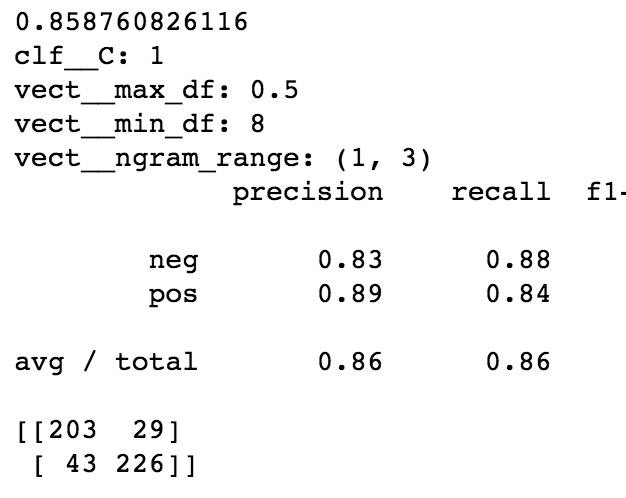 0.858760826116
clf__C: 1
vect__max_df: 0.5
vect__min_df: 8
vect__ngram_range: (1, 3)
precision recall f1-
neg 0.83 0.88
pos 0.89 0.84
avg / total 0.86 0.86
[[203 29]
[ 43 226]]